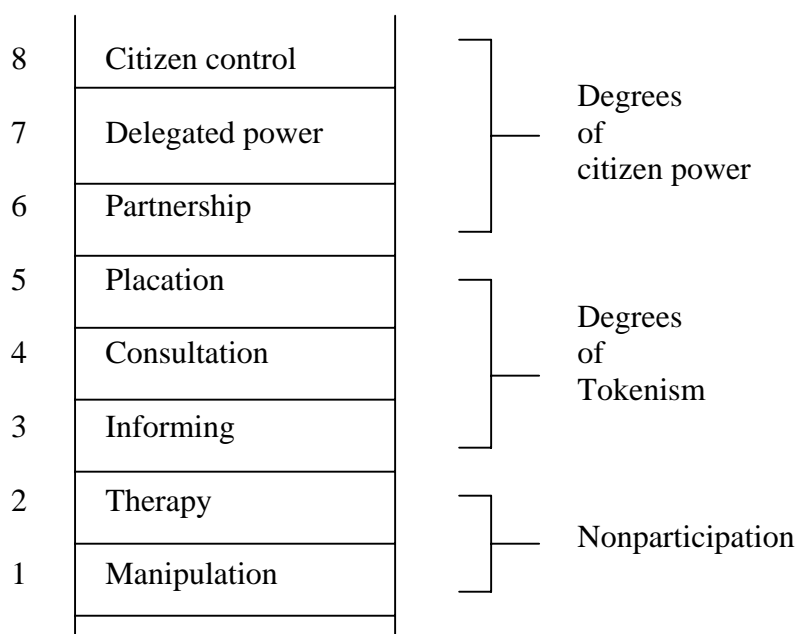 8 Citizen control
7 Delegated power
6 Partnership
Degrees
of
citizen power
5 Placation
4 Consultation
3 Informing
Degrees
of
Tokenism
2 Therapy
1 Manipulation
Nonparticipation